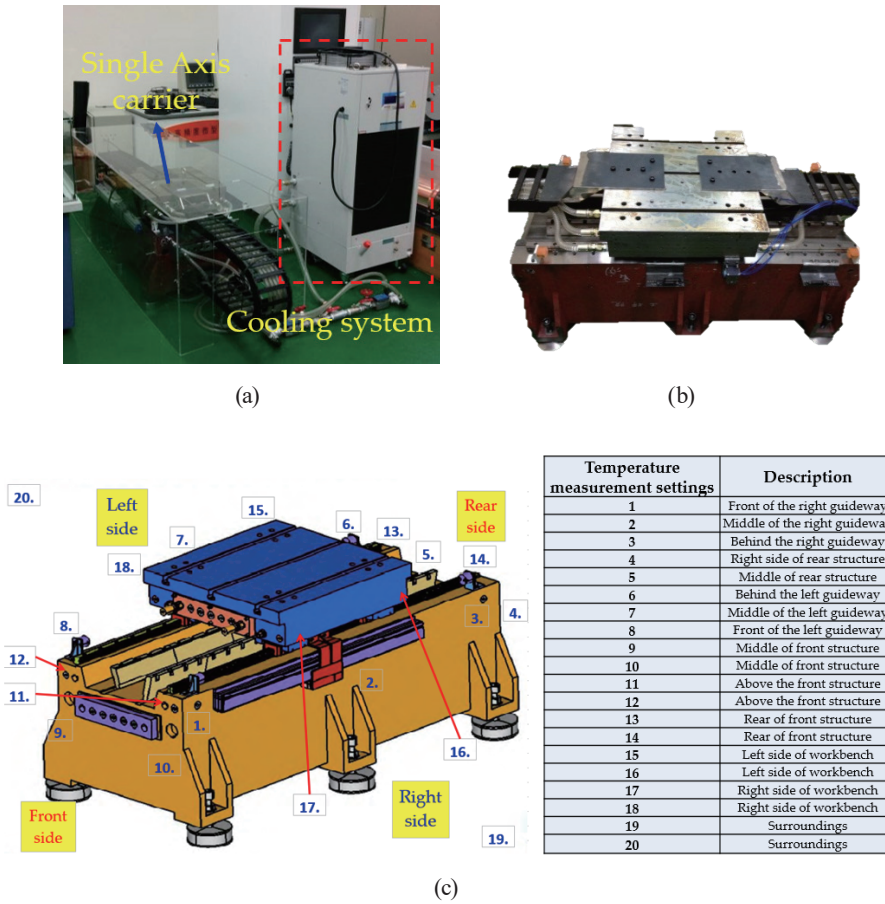 Single Axis
carrier
Cooling system
(a)
(b)
20.
Left
side
15.
6.
13.
Rear
side
7.
5.
14.
18.
8.
3.
4.
12.
11.
1.
2.
9.
10.
16.
17.
Right
side
Front
side
19.
Temperature
measurement settings Description
1 Front of the right guideway
2 Middle of the right guideway
3 Behind the right guideway
4 Right side of rear structure
5 Middle of rear structure
6 Behind the left guideway
7 Middle of the left guideway
8 Front of the left guideway
9 Middle of front structure
10 Middle of front structure
11 Above the front structure
12 Above the front structure
13 Rear of front structure
14 Rear of front structure
15 Left side of workbench
16 Left side of workbench
17 Right side of workbench
18 Right side of workbench
19 Surroundings
20 Surroundings
(c)